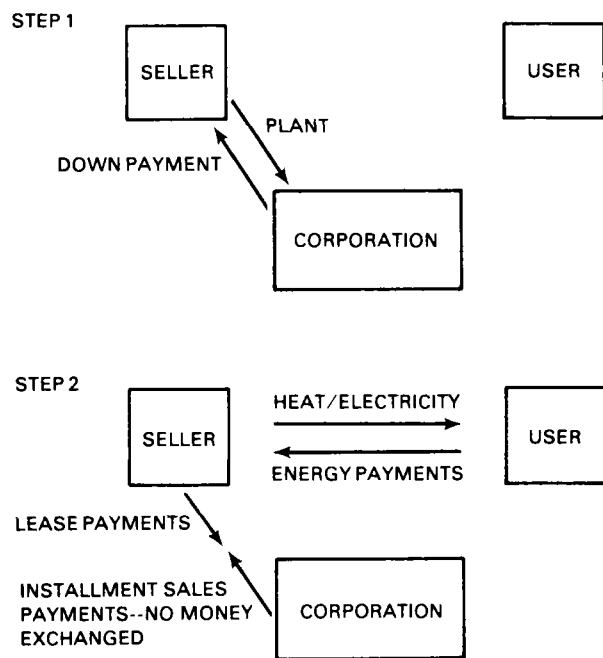 STEP 1
SELLER
USER
PLANT
DOWN PAYMENT
CORPORATION
STEP 2
HEAT/ELECTRICITY
SELLER
USER
ENERGY PAYMENTS
LEASE PAYMENTS
INSTALLMENT SALES
PAYMENTS--NO MONEY
EXCHANGED
CORPORATION